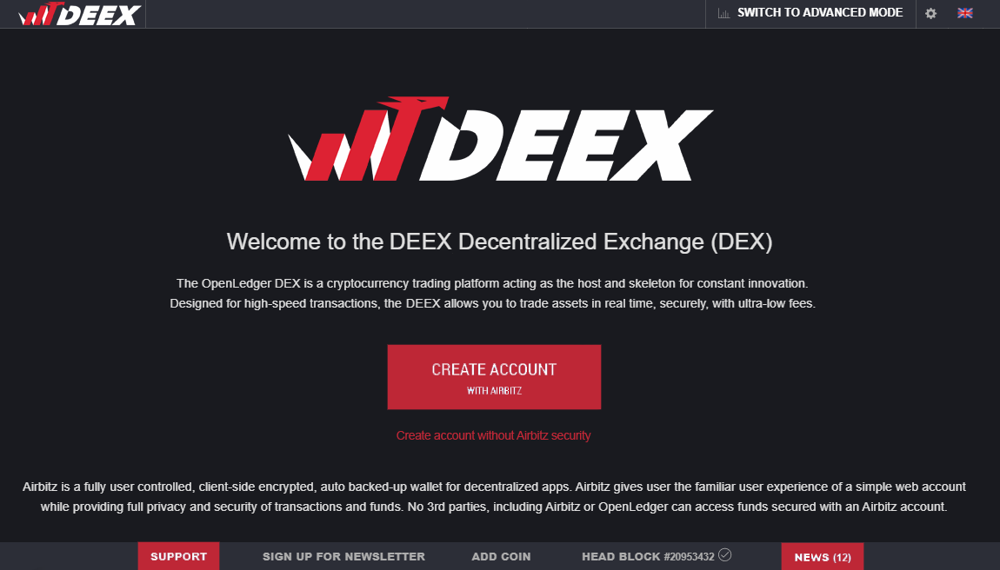 DEEX
SWITCH TO ADVANCED MODE
DEEX
Welcome to the DEEX Decentralized Exchange (DEX)
The OpenLedger DEX is a cryptocurrency trading platform acting as the host and skeleton for constant innovation.
Designed for high-speed transactions, the DEEX allows you to trade assets in real time, securely, with ultra-low fees.
CREATE ACCOUNT
WITH AIRBITZ
Create account without Airbitz security
Airbitz is a fully user controlled, client-side encrypted, auto backed-up wallet for decentralized apps. Airbitz gives user the familiar user experience of a simple web account
while providing full privacy and security of transactions and funds. No 3rd parties, including Airbitz or OpenLedger can access funds secured with an Airbitz account.
SUPPORT
SIGN UP FOR NEWSLETTER
ADD COIN
HEAD BLOCK #20953432
NEWS (12)